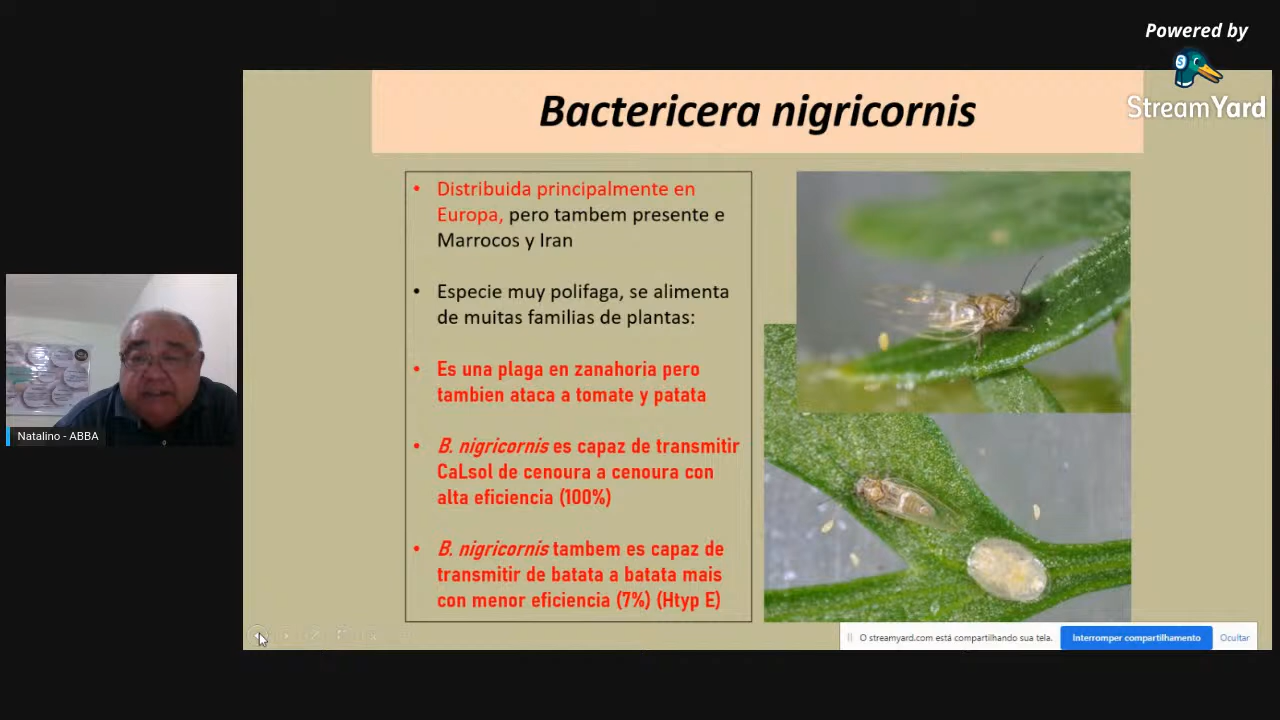 Powered by
StreamYard
Bactericera nigricornis
• Distribuida principalmente en
Europa, pero tambem presente e
Marrocos y Iran
• Especie muy polifaga, se alimenta
de muitas familias de plantas:
• Es una plaga en zanahoria pero
tambien ataca a tomate y patata
• B. nigricornis es capaz de transmitir
CaLsol de cenoura a cenoura con
alta eficiencia (100%)
• B. nigricornis tambem es capaz de
transmitir de batata a batata mais
con menor eficiencia (7%) (Htyp E)
Natalino - ABBA
O streamyard.com está compartilhando sua tela.
Interromper compartilhamento
Ocultar